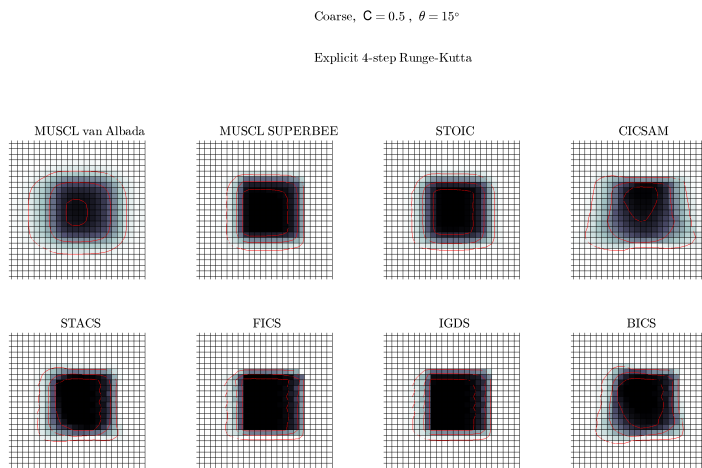 Coarse, C = 0.5 , θ = 15°
Explicit 4-step Runge-Kutta
MUSCL van Albada
MUSCL SUPERBEE
STOIC
CICSAM
STACS
FICS
IGDS
BICS